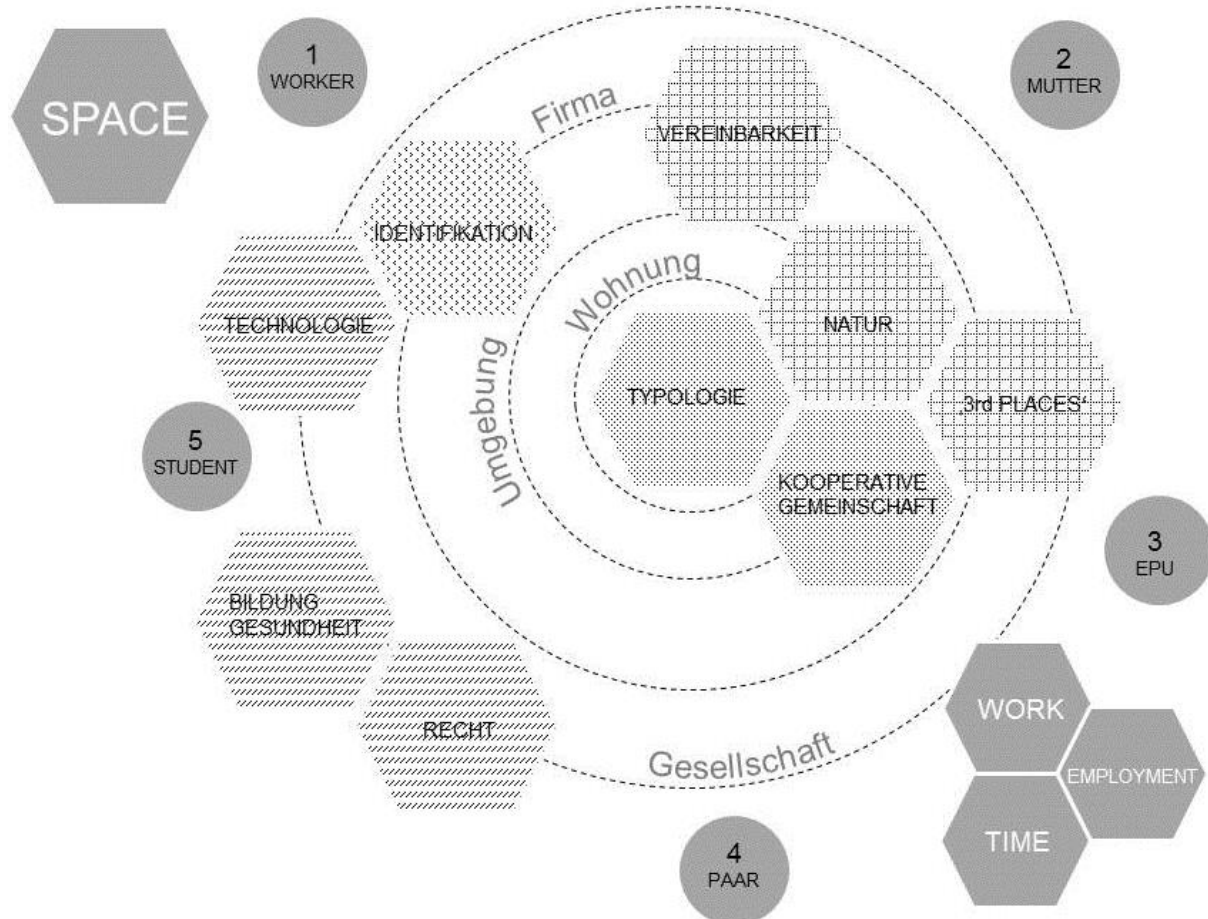 SPACE
1
WORKER
2
MUTTER
Firma
VEREINBARKEIT
IDENTIFIKATION
Wohnung
TECHNOLOGIE
NATUR
Umgebung
TYPOLOGIE
‚3rd PLACES‘
5
STUDENT
KOOPERATIVE
GEMEINSCHAFT
3
EPU
BILDUNG
GESUNDHEIT
RECHT
Gesellschaft
WORK
EMPLOYMENT
TIME
4
PAAR